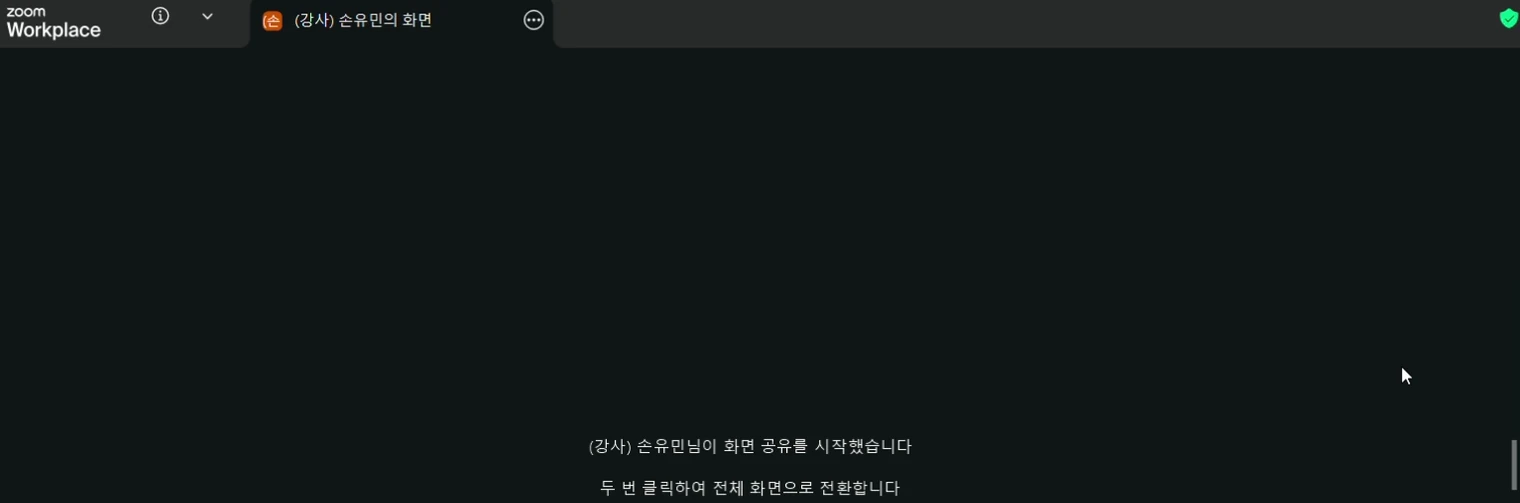 zoom
Workplace
(손 (강사) 손유민의 화면
(강사) 손유민님이 화면 공유를 시작했습니다
두 번 클릭하여 전체 화면으로 전환합니다